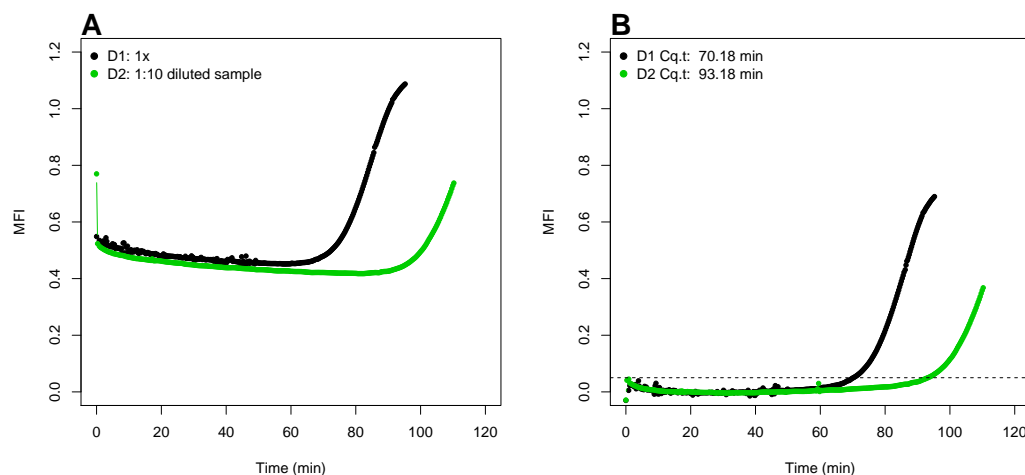 A
D1: 1x
D2: 1:10 diluted sample
MFI
1.2
1.0
0.8
0.6
0.4
0.2
0.0
0 20 40 60 80 100 120
Time (min)
B
D1 Cq.t: 70.18 min
D2 Cq.t: 93.18 min
MFI
1.2
1.0
0.8
0.6
0.4
0.2
0.0
0 20 40 60 80 100 120
Time (min)